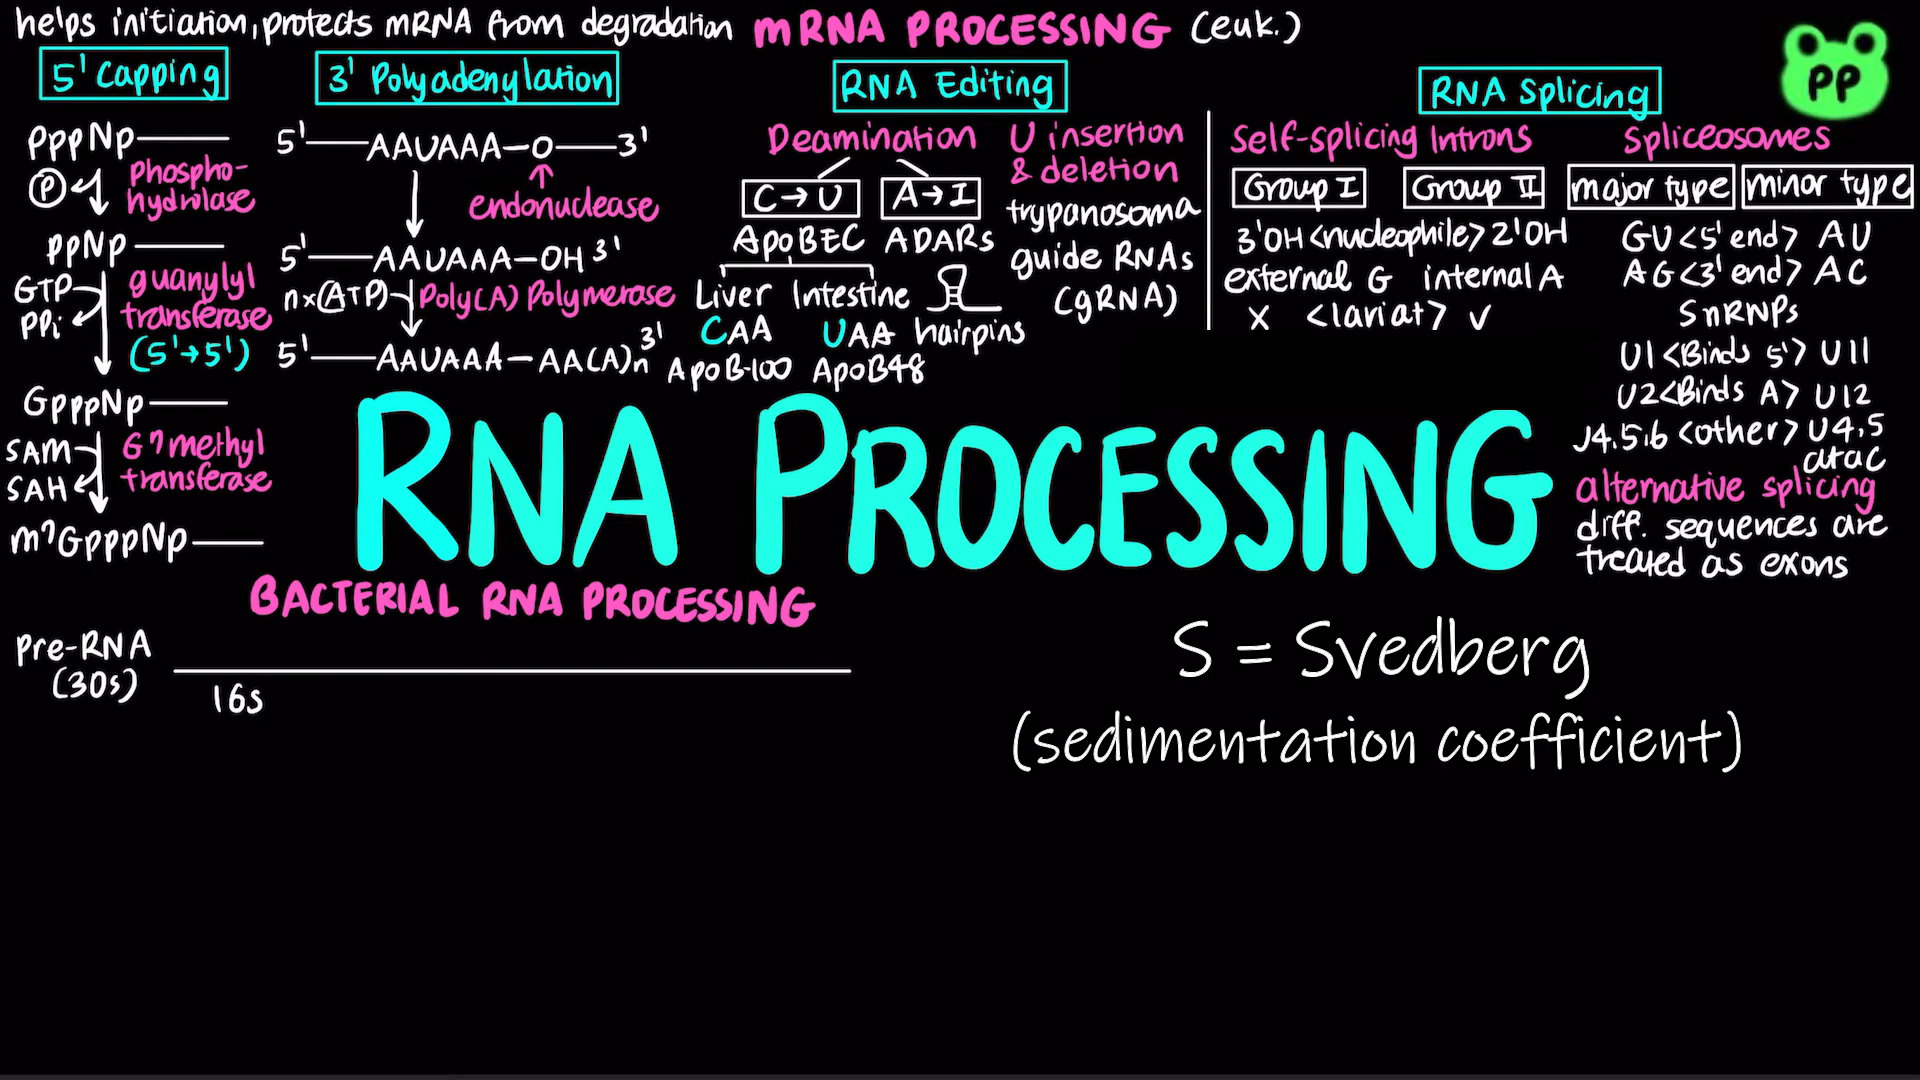 helps initiation, protects mRNA from degradation
mRNA PROCESSING (euk.)
PP
5' Capping
pppNp
P
Phospho-
hydrolase
ppNp
GTP
PPi
guanylyl
transferase
(5'→5')
GpppNp
SAM
SAH
G7 methyl
transferase
m7GpppNp
3' Polyadenylation
5' AAUAAA-O 3'
endonuclease
5' AAUAAA-OH 3'
n×(ATP)
Poly(A) Polymerase
5' AAUAAA-AA(A)n 3'
RNA Editing
Deamination
C→U
A→I
ApoBEC
ADARs
Liver
Intestine
CAA
UAA
hairpins
ApoB-100
ApoB48
U insertion
& deletion
trypanosoma
guide RNAs
(gRNA)
RNA Splicing
Self-splicing Introns
Group I
Group II
3'OH <nucleophile> 2'OH
external G internal A
x <lariat> ✓
Spliceosomes
major type
minor type
GU <5' end> AU
AG <3' end> AC
SnRNPs
U1 <Binds 5'> U11
U2 <Binds A> U12
U4.5.6 <other> U4.5
atac
alternative splicing
diff. sequences are
treated as exons
RNA PROCESSING
BACTERIAL RNA PROCESSING
Pre-RNA
(30s)
16s
S = Svedberg
(sedimentation coefficient)